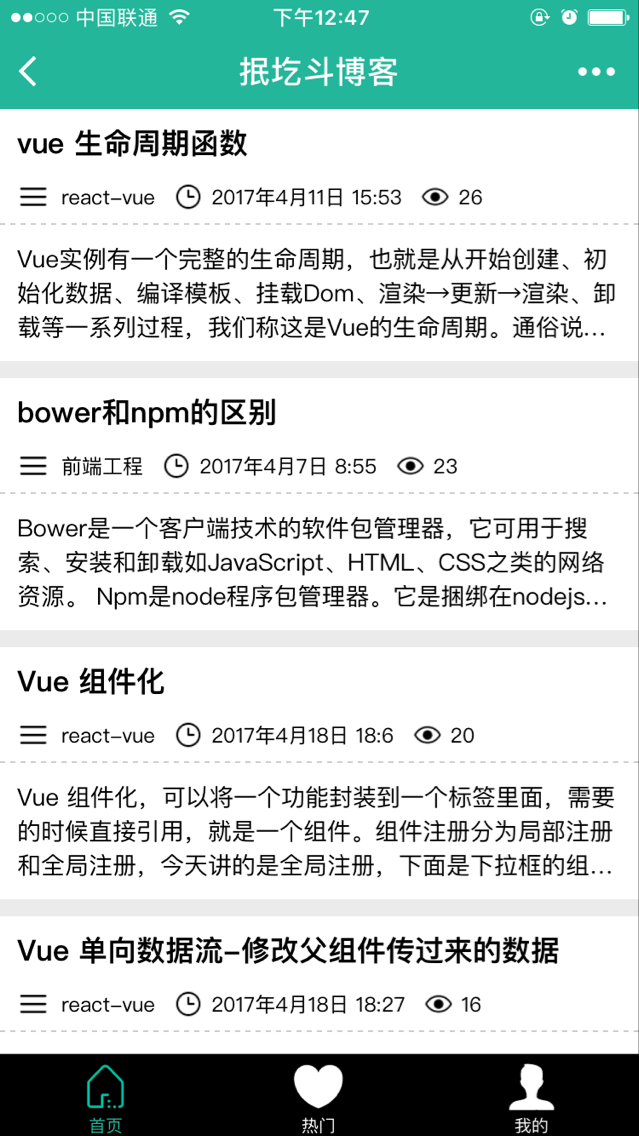 中国联通 下午12:47
抿圪斗博客
vue 生命周期函数
react-vue 2017年4月11日 15:53 26
Vue实例有一个完整的生命周期，也就是从开始创建、初
始化数据、编译模板、挂载Dom、渲染→更新→渲染、卸
载等一系列过程，我们称这是Vue的生命周期。通俗说...
bower和npm的区别
前端工程 2017年4月7日 8:55 23
Bower是一个客户端技术的软件包管理器，它可用于搜
索、安装和卸载如JavaScript、HTML、CSS之类的网络
资源。 Npm是node程序包管理器。它是捆绑在nodejs...
Vue 组件化
react-vue 2017年4月18日 18:6 20
Vue 组件化，可以将一个功能封装到一个标签里面，需要
的时候直接引用，就是一个组件。组件注册分为局部注册
和全局注册，今天讲的是全局注册，下面是下拉框的组...
Vue 单向数据流-修改父组件传过来的数据
react-vue 2017年4月18日 18:27 16
首页 热门 我的